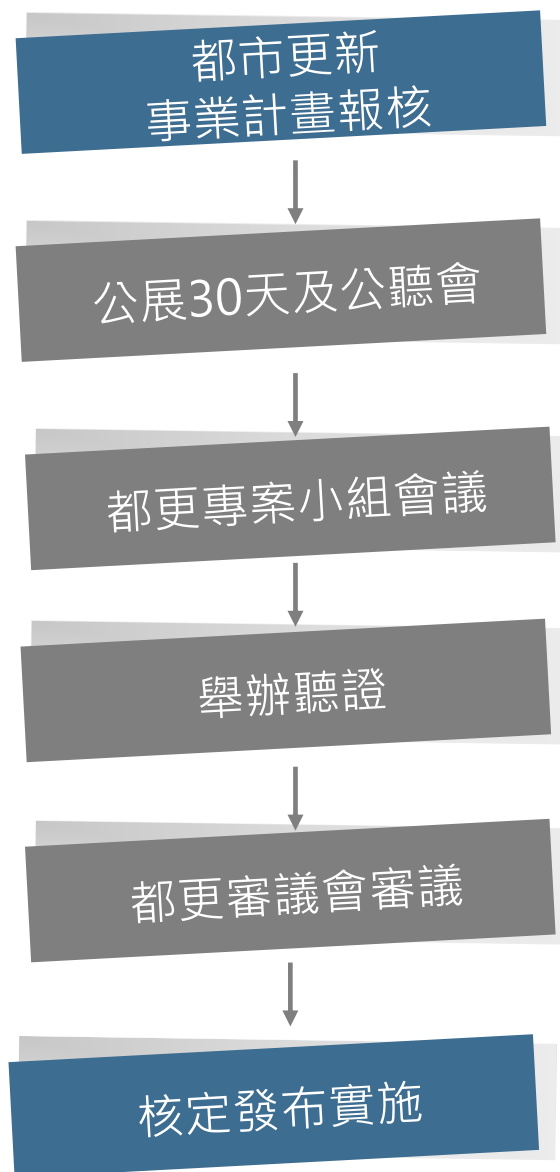 都市更新
事業計畫報核
公展30天及公聽會
都更專案小組會議
舉辦聽證
都更審議會審議
核定發布實施